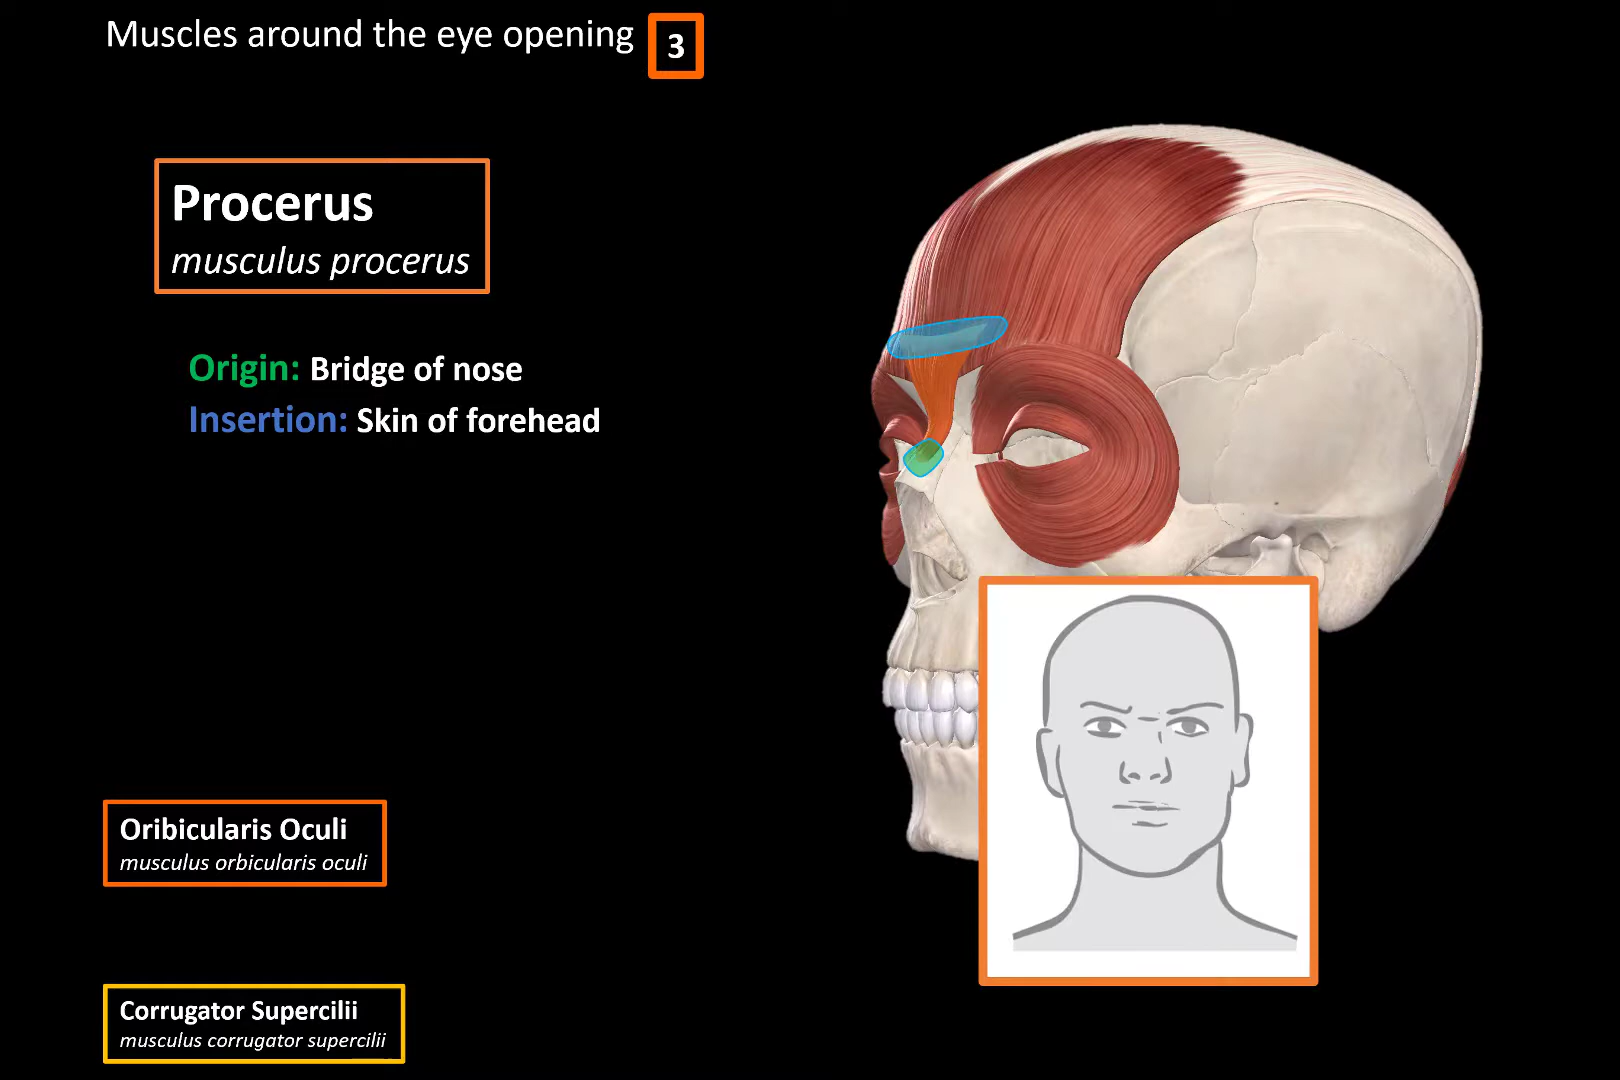 Muscles around the eye opening 3
Procerus
musculus procerus
Origin: Bridge of nose
Insertion: Skin of forehead
Oribicularis Oculi
musculus orbicularis oculi
Corrugator Supercilii
musculus corrugator supercilii